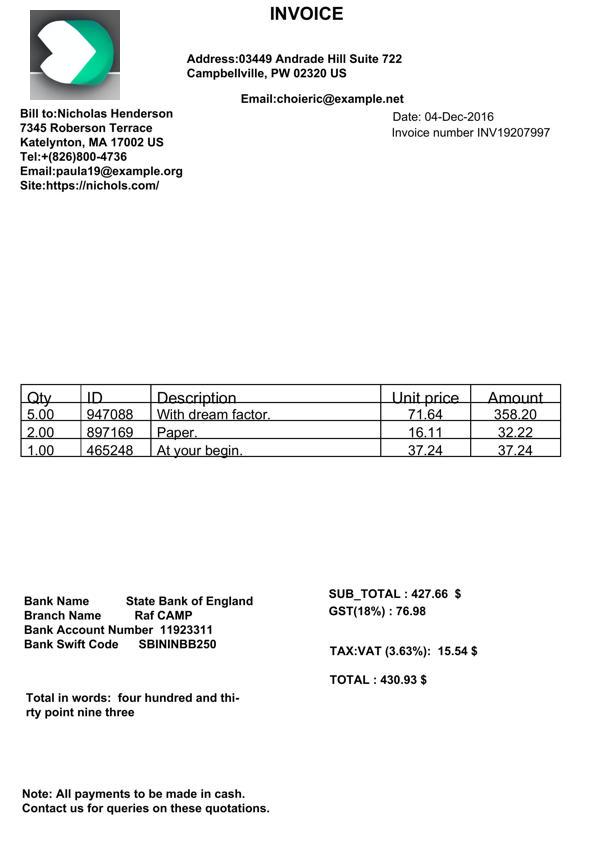 INVOICE
Address:03449 Andrade Hill Suite 722
Campbellville, PW 02320 US
Email:choieric@example.net
Bill to:Nicholas Henderson
7345 Roberson Terrace
Katelynton, MA 17002 US
Tel:+(826)800-4736
Email:paula19@example.org
Site:https://nichols.com/
Date: 04-Dec-2016
Invoice number INV19207997
Qty ID Description Unit price Amount
5.00 947088 With dream factor. 71.64 358.20
2.00 897169 Paper. 16.11 32.22
1.00 465248 At your begin. 37.24 37.24
Bank Name State Bank of England
Branch Name Raf CAMP
Bank Account Number 11923311
Bank Swift Code SBININBB250
SUB_TOTAL : 427.66 $
GST(18%) : 76.98
TAX:VAT (3.63%): 15.54 $
TOTAL : 430.93 $
Total in words: four hundred and thi-
rty point nine three
Note: All payments to be made in cash.
Contact us for queries on these quotations.